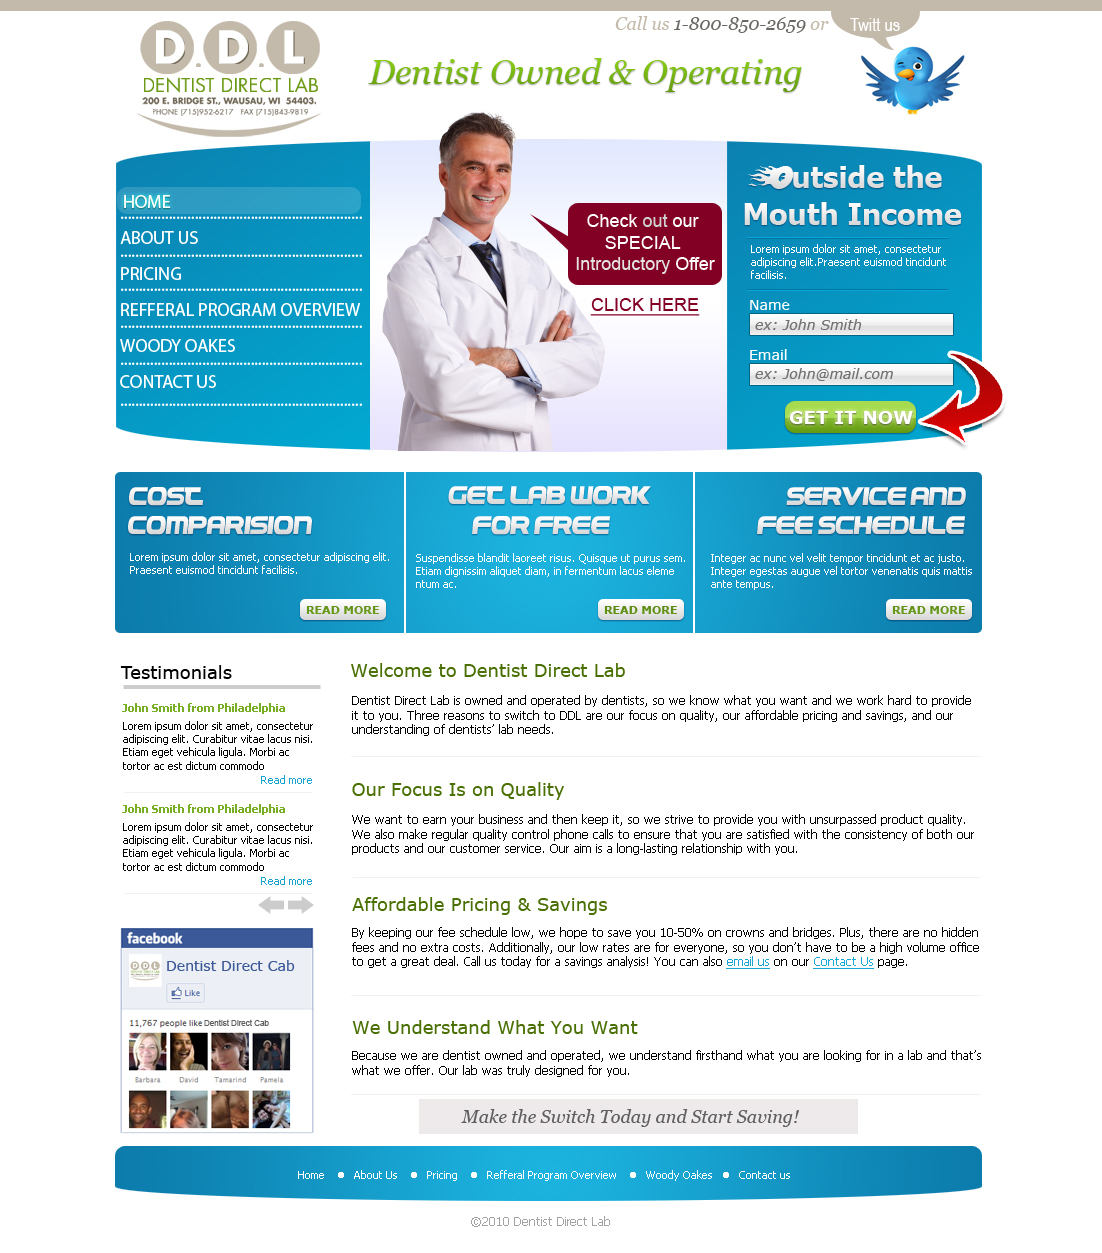 Call us 1-800-850-2659 or
Twitt us
D.D.L
DENTIST DIRECT LAB
200 E. BRIDGE ST., WAUSAU, WI 54403.
PHONE (715)952-6217 FAX (715)843-9819
Dentist Owned & Operating
HOME
ABOUT US
PRICING
REFFERAL PROGRAM OVERVIEW
WOODY OAKES
CONTACT US
Check out our
SPECIAL
Introductory Offer
CLICK HERE
Outside the
Mouth Income
Lorem ipsum dolor sit amet, consectetur
adipiscing elit.Praesent euismod tincidunt
facilisis.
Name
ex: John Smith
Email
ex: John@mail.com
GET IT NOW
COST
COMPARISION
Lorem ipsum dolor sit amet, consectetur adipiscing elit.
Praesent euismod tincidunt facilisis.
READ MORE
GET LAB WORK
FOR FREE
Suspendisse blandit laoreet risus. Quisque ut purus sem.
Etiam dignissim aliquet diam, in fermentum lacus eleme
ntum ac.
READ MORE
SERVICE AND
FEE SCHEDULE
Integer ac nunc vel velit tempor tincidunt et ac justo.
Integer egestas augue vel tortor venenatis quis mattis
ante tempus.
READ MORE
Testimonials
John Smith from Philadelphia
Lorem ipsum dolor sit amet, consectetur
adipiscing elit. Curabitur vitae lacus nisi.
Etiam eget vehicula ligula. Morbi ac
tortor ac est dictum commodo
Read more
John Smith from Philadelphia
Lorem ipsum dolor sit amet, consectetur
adipiscing elit. Curabitur vitae lacus nisi.
Etiam eget vehicula ligula. Morbi ac
tortor ac est dictum commodo
Read more
facebook
DDL
Dentist Direct Cab
Like
11,767 people like Dentist Direct Cab
Barbara David Tamarind Pamela
Welcome to Dentist Direct Lab
Dentist Direct Lab is owned and operated by dentists, so we know what you want and we work hard to provide
it to you. Three reasons to switch to DDL are our focus on quality, our affordable pricing and savings, and our
understanding of dentists' lab needs.
Our Focus Is on Quality
We want to earn your business and then keep it, so we strive to provide you with unsurpassed product quality.
We also make regular quality control phone calls to ensure that you are satisfied with the consistency of both our
products and our customer service. Our aim is a long-lasting relationship with you.
Affordable Pricing & Savings
By keeping our fee schedule low, we hope to save you 10-50% on crowns and bridges. Plus, there are no hidden
fees and no extra costs. Additionally, our low rates are for everyone, so you don't have to be a high volume office
to get a great deal. Call us today for a savings analysis! You can also email us on our Contact Us page.
We Understand What You Want
Because we are dentist owned and operated, we understand firsthand what you are looking for in a lab and that's
what we offer. Our lab was truly designed for you.
Make the Switch Today and Start Saving!
Home • About Us • Pricing • Refferal Program Overview • Woody Oakes • Contact us
©2010 Dentist Direct Lab